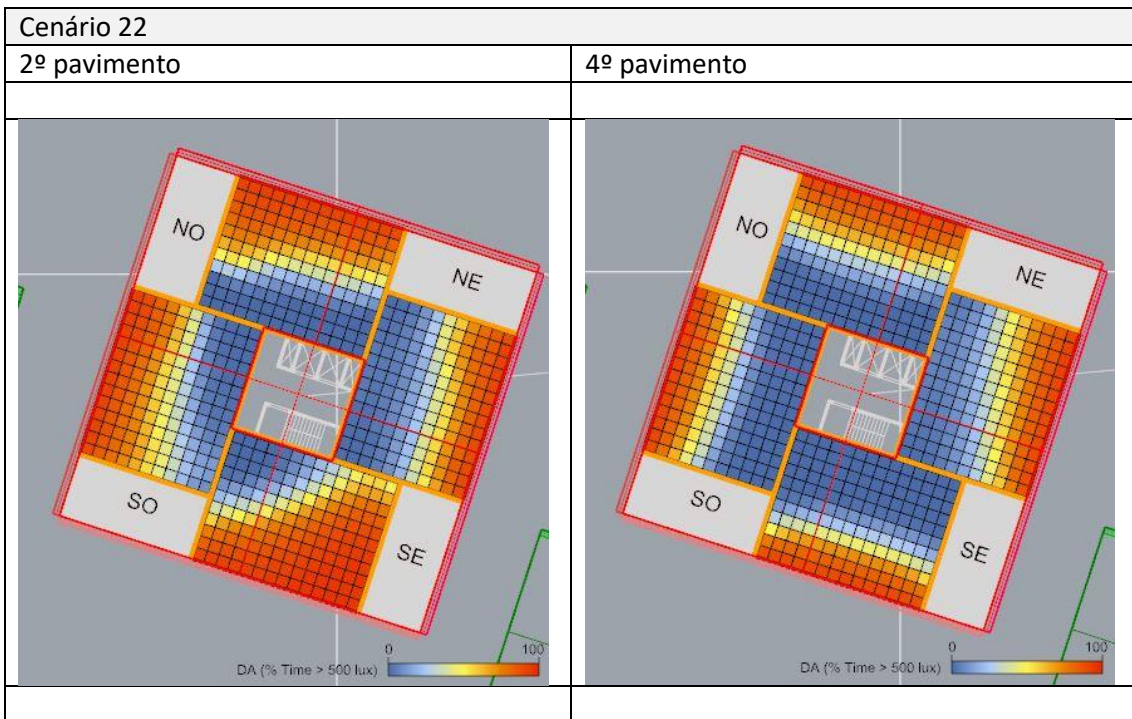 Cenário 22
2º pavimento
4º pavimento
NO
NE
SO
SE
0
100
DA (% Time > 500 lux)
NO
NE
SO
SE
0
100
DA (% Time > 500 lux)